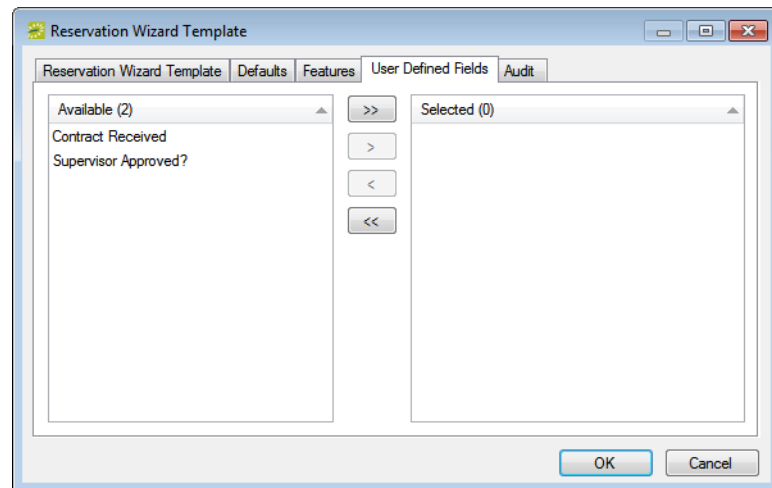 Reservation Wizard Template
Reservation Wizard Template Defaults Features User Defined Fields Audit
Available (2) >> Selected (0)
Contract Received
>
Supervisor Approved?
<
<<
OK Cancel